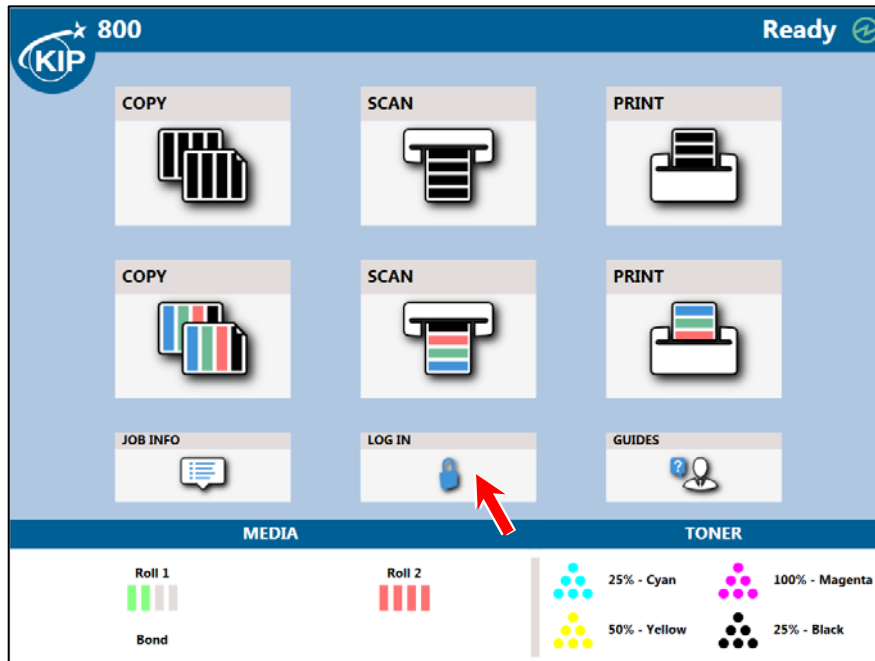 KIP 800 Ready
COPY SCAN PRINT
COPY SCAN PRINT
JOB INFO LOG IN GUIDES
?
MEDIA TONER
Roll 1 Roll 2 25% - Cyan 100% - Magenta
Bond 50% - Yellow 25% - Black